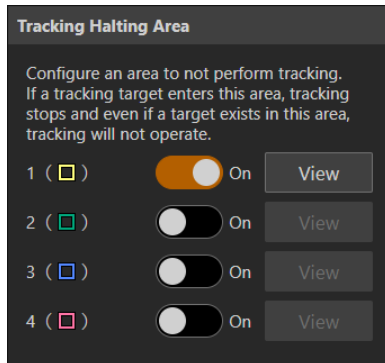 Tracking Halting Area
Configure an area to not perform tracking.
If a tracking target enters this area, tracking
stops and even if a target exists in this area,
tracking will not operate.
1 ( ) On View
2 ( ) On View
3 ( ) On View
4 ( ) On View